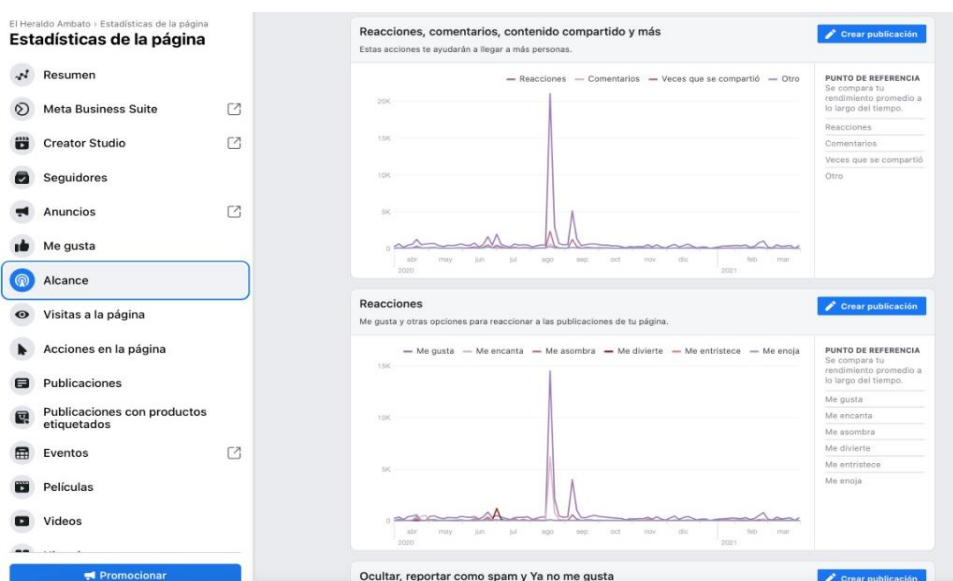 El Heraldo Ambato › Estadísticas de la página
Estadísticas de la página
Resumen
Meta Business Suite
Creator Studio
Seguidores
Anuncios
Me gusta
Alcance
Visitas a la página
Acciones en la página
Publicaciones
Publicaciones con productos
etiquetados
Eventos
Películas
Videos
Promocionar
Reacciones, comentarios, contenido compartido y más
Estas acciones te ayudarán a llegar a más personas.
Crear publicación
Reacciones Comentarios Veces que se compartió Otro
20K
15K
10K
5K
0
abr may jun jul ago sep oct nov dic feb mar
2020 2021
PUNTO DE REFERENCIA
Se compara tu
rendimiento promedio a
lo largo del tiempo.
Reacciones
Comentarios
Veces que se compartió
Otro
Reacciones
Me gusta y otras opciones para reaccionar a las publicaciones de tu página.
Crear publicación
Me gusta Me encanta Me asombra Me divierte Me entristece Me enoja
15K
10K
5K
0
abr may jun jul ago sep oct nov dic feb mar
2020 2021
PUNTO DE REFERENCIA
Se compara tu
rendimiento promedio a
lo largo del tiempo.
Me gusta
Me encanta
Me asombra
Me divierte
Me entristece
Me enoja
Ocultar, reportar como spam y Ya no me gusta
Crear publicación